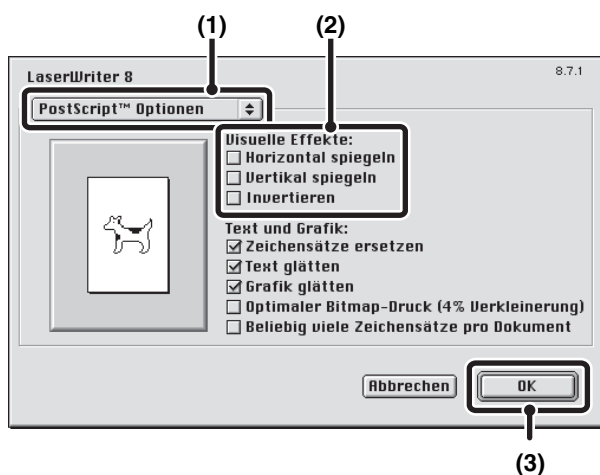 (1)
(2)
LaserWriter 8
8.7.1
PostScript™ Optionen
Visuelle Effekte:
Horizontal spiegeln
Vertikal spiegeln
Invertieren
Text und Grafik:
Zeichensätze ersetzen
Text glätten
Grafik glätten
Optimaler Bitmap-Druck (4% Verkleinerung)
Beliebig viele Zeichensätze pro Dokument
Abbrechen
OK
(3)